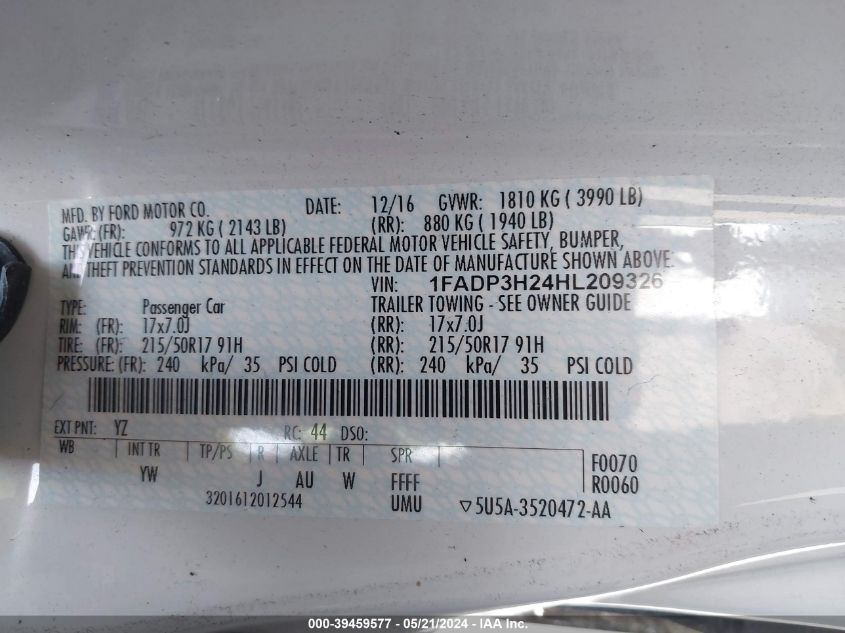 MFD. BY FORD MOTOR CO. DATE: 12/16 GVWR: 1810 KG ( 3990 LB)
GAWR:(FR): 972 KG ( 2143 LB) (RR): 880 KG ( 1940 LB)
THE VEHICLE CONFORMS TO ALL APPLICABLE FEDERAL MOTOR VEHICLE SAFETY, BUMPER,
AND THEFT PREVENTION STANDARDS IN EFFECT ON THE DATE OF MANUFACTURE SHOWN ABOVE.
VIN: 1FADP3H24HL209326
TYPE: Passenger Car TRAILER TOWING - SEE OWNER GUIDE
RIM: (FR): 17x7.0J (RR): 17x7.0J
TIRE: (FR): 215/50R17 91H (RR): 215/50R17 91H
PRESSURE: (FR): 240 kPa/ 35 PSI COLD (RR): 240 kPa/ 35 PSI COLD
EXT PNT: YZ RC: 44 DSO:
WB INT TR TP/PS R AXLE TR SPR F0070
YW J AU W FFFF R0060
3201612012544 UMU ▽5U5A-3520472-AA
000-39459577 — 05/21/2024 — IAA Inc.